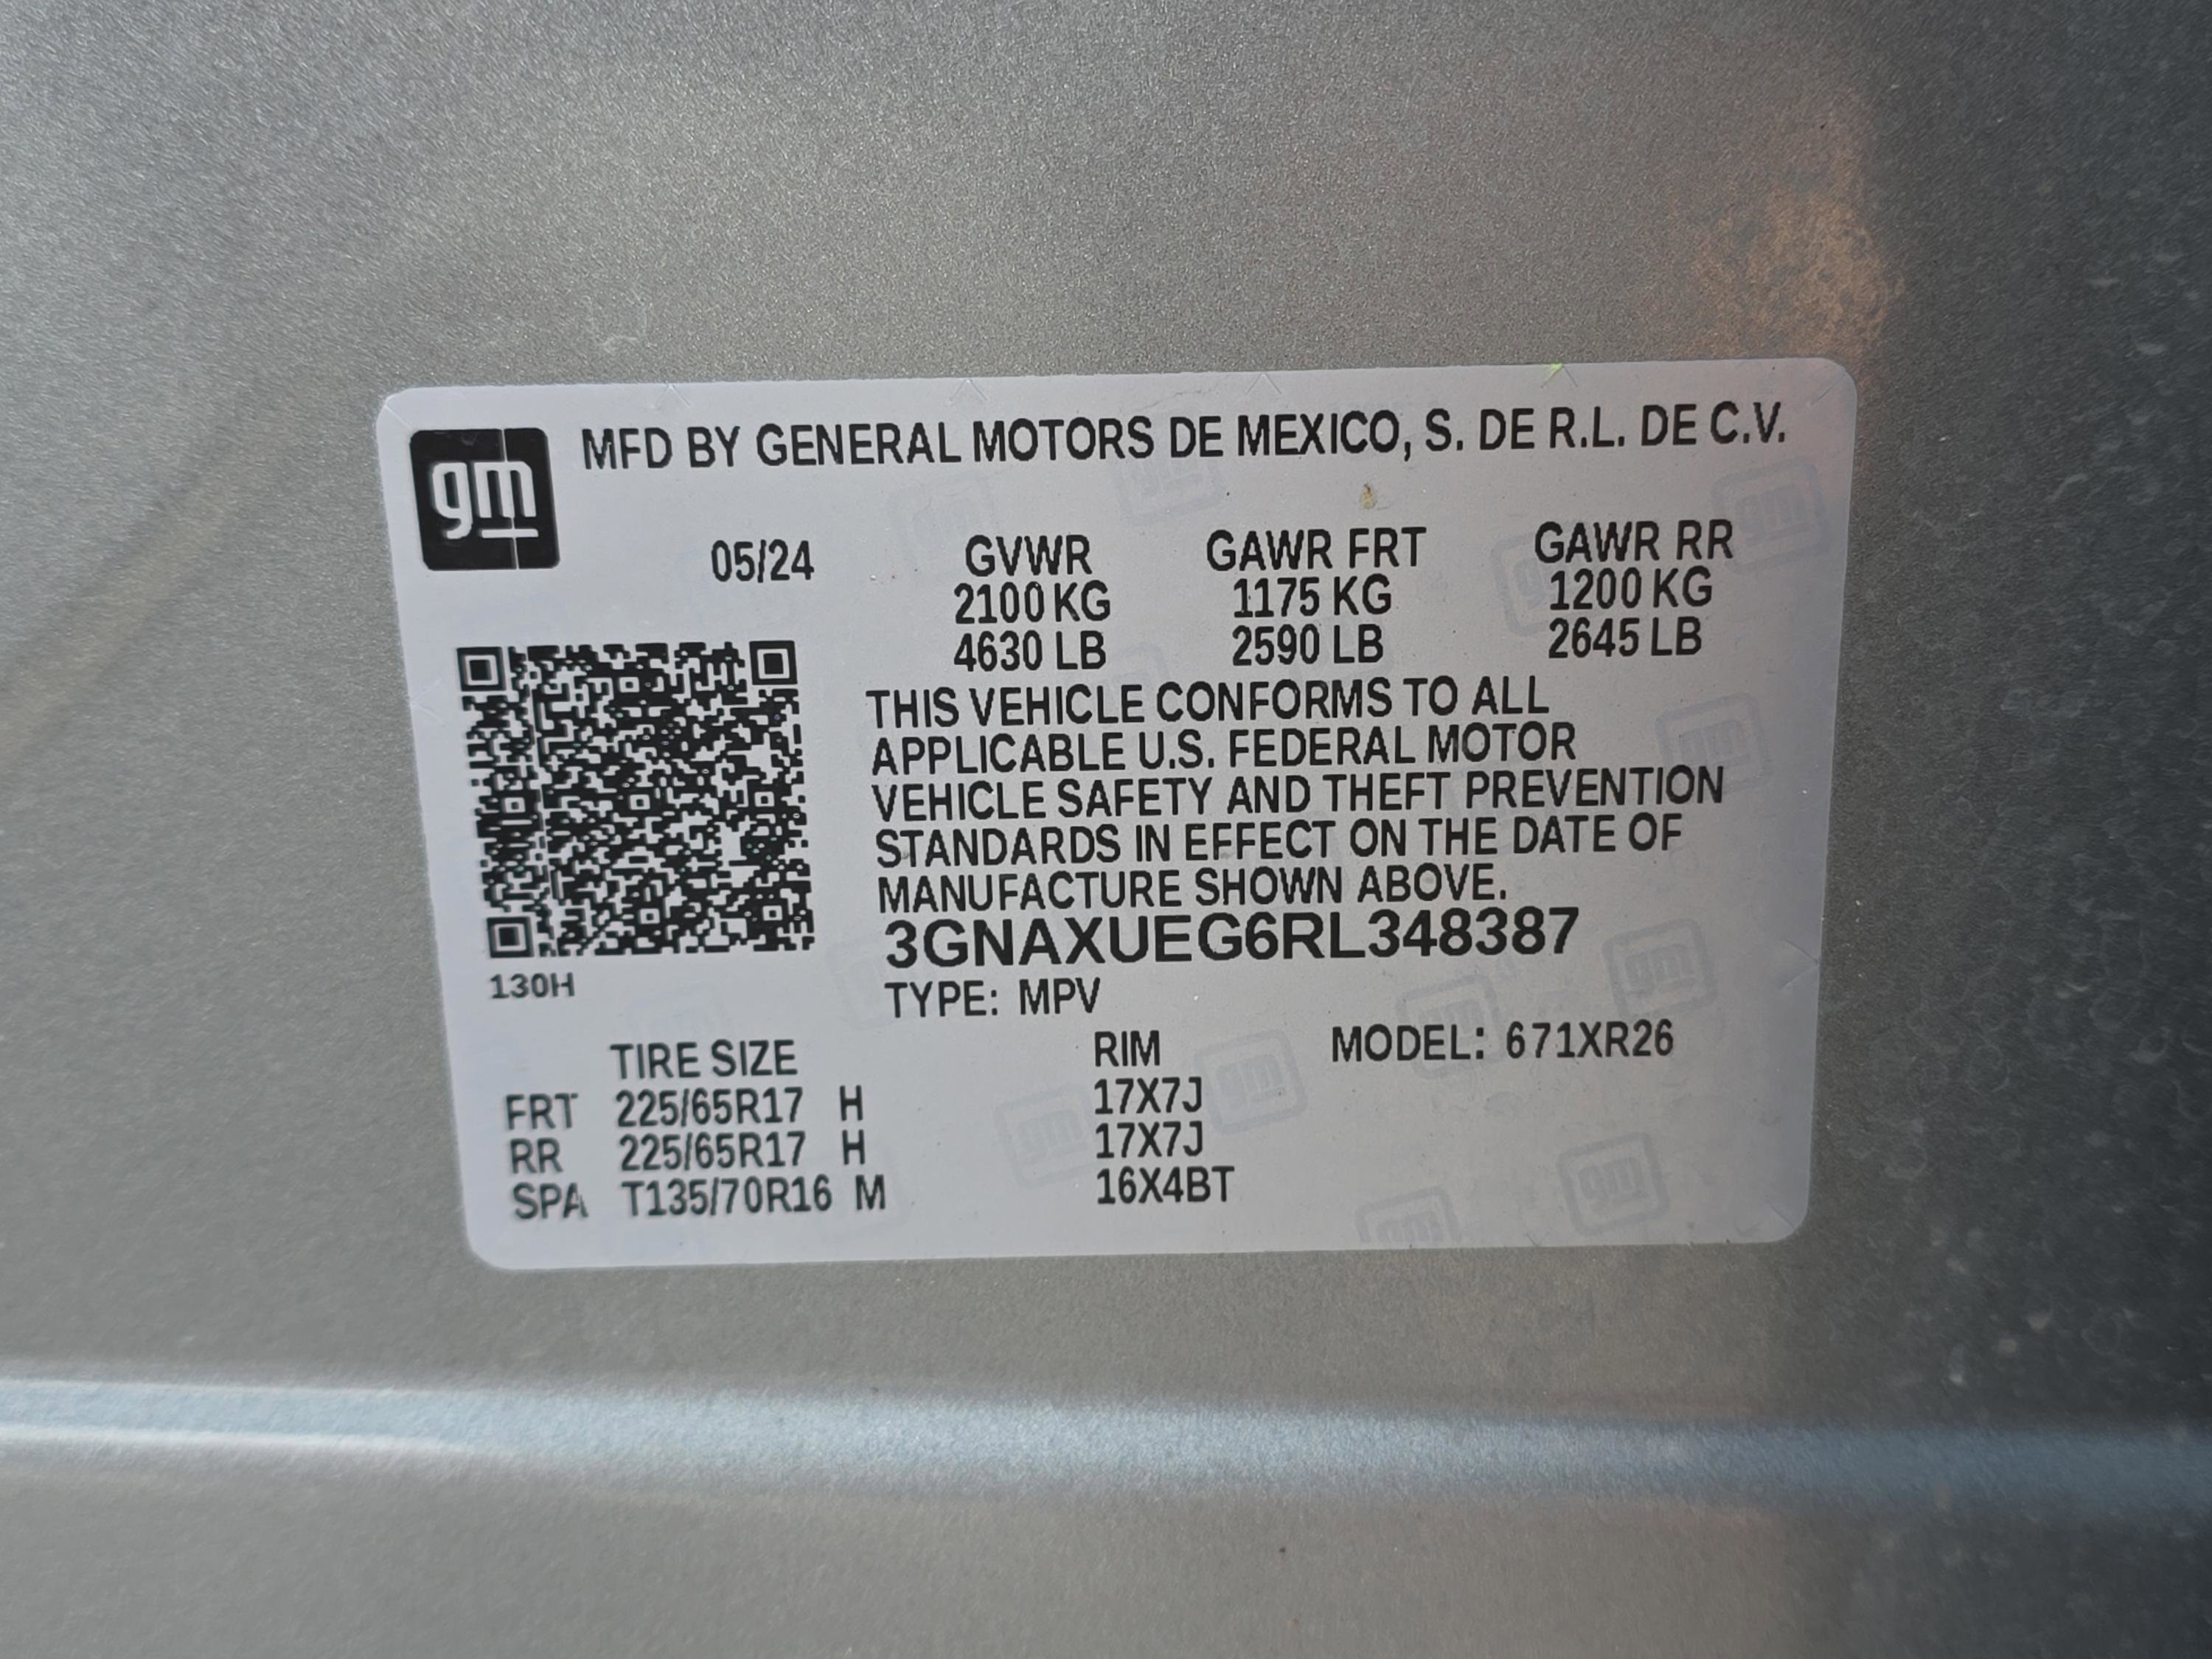 gm
MFD BY GENERAL MOTORS DE MEXICO, S. DE R.L. DE C.V.
05/24 GVWR GAWR FRT GAWR RR
2100 KG 1175 KG 1200 KG
4630 LB 2590 LB 2645 LB
THIS VEHICLE CONFORMS TO ALL
APPLICABLE U.S. FEDERAL MOTOR
VEHICLE SAFETY AND THEFT PREVENTION
STANDARDS IN EFFECT ON THE DATE OF
MANUFACTURE SHOWN ABOVE.
3GNAXUEG6RL348387
130H
TYPE: MPV
TIRE SIZE RIM MODEL: 671XR26
FRT 225/65R17 H 17X7J
RR 225/65R17 H 17X7J
SPA T135/70R16 M 16X4BT